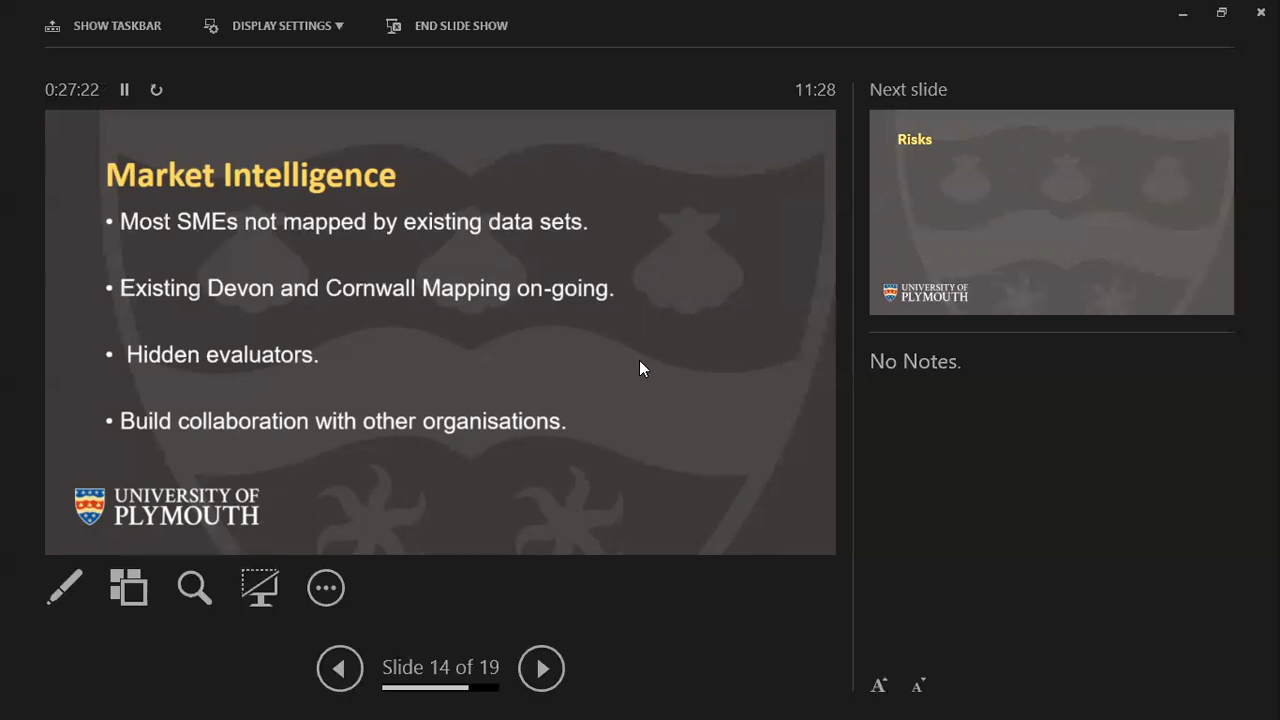 SHOW TASKBAR
DISPLAY SETTINGS ▼
END SLIDE SHOW
0:27:22
11:28
Market Intelligence
• Most SMEs not mapped by existing data sets.
• Existing Devon and Cornwall Mapping on-going.
• Hidden evaluators.
• Build collaboration with other organisations.
UNIVERSITY OF
PLYMOUTH
Slide 14 of 19
Next slide
Risks
UNIVERSITY OF
PLYMOUTH
No Notes.
A A